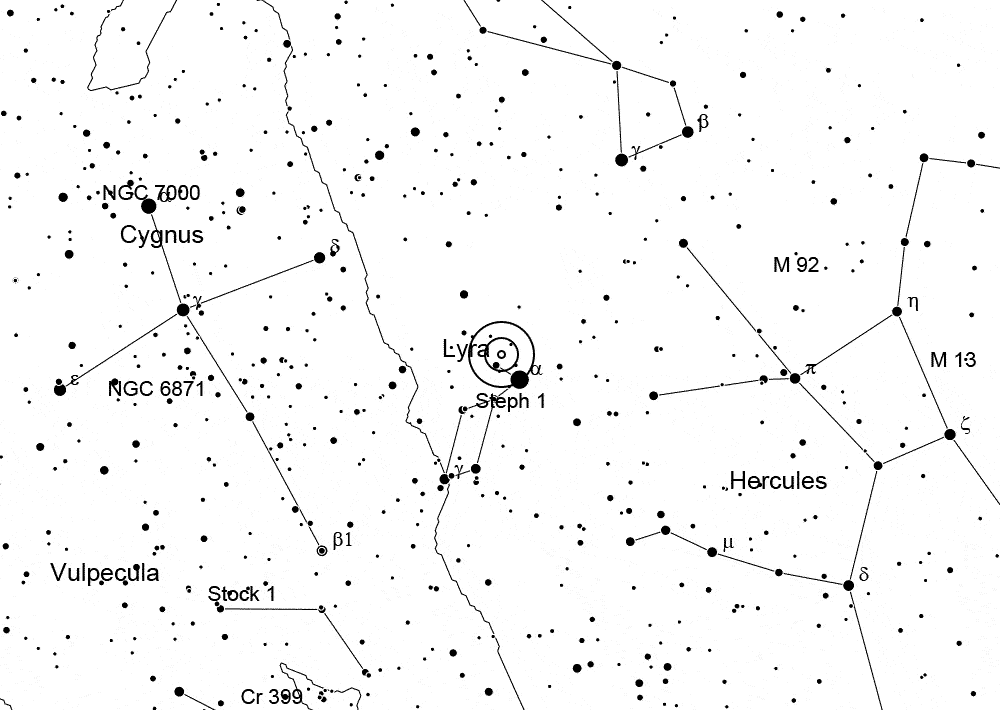 β
γ
NGC 7000
α
Cygnus
δ
M 92
γ
η
Lyra
α
π
M 13
ε
NGC 6871
Steph 1
ζ
γ
Hercules
β1
μ
Vulpecula
δ
Stock 1
Cr 399